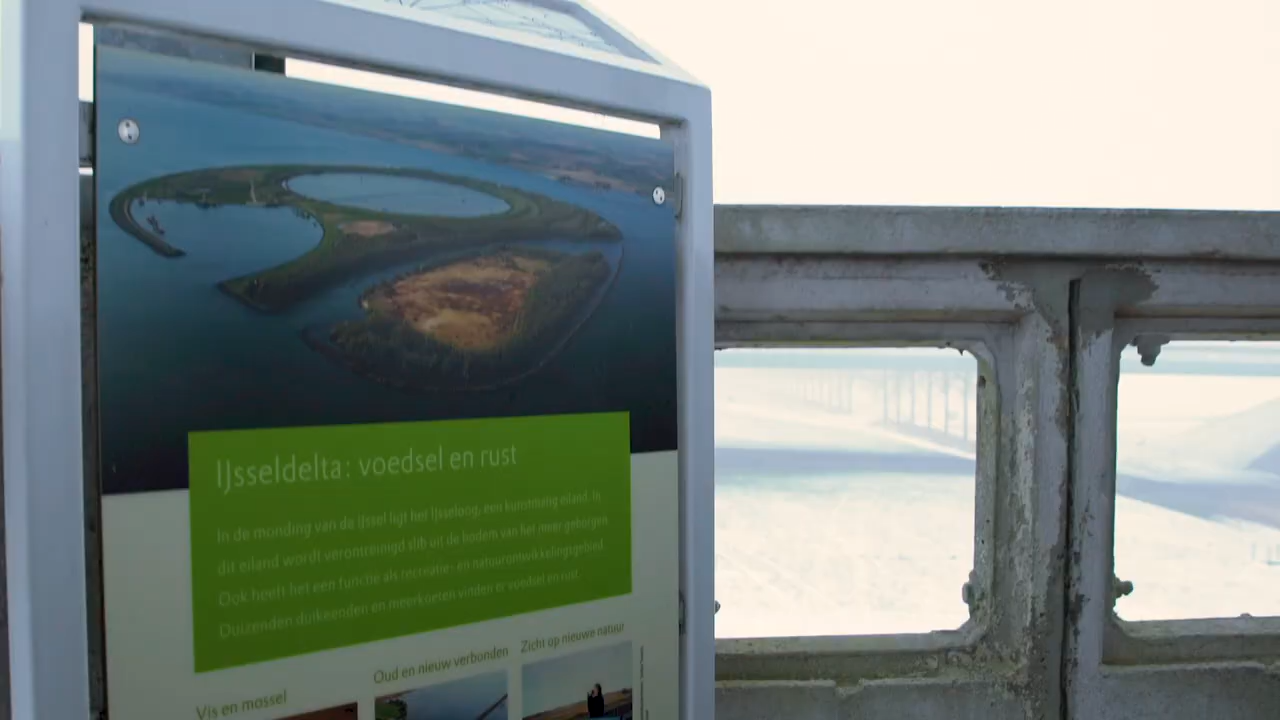 IJsseldelta: voedsel en rust
In de monding van de IJssel ligt het IJsseloog, een kunstmatig eiland. In
dit eiland wordt verontreinigd slib uit de bodem van het meer geborgen.
Ook heeft het een functie als recreatie- en natuurontwikkelingsgebied.
Duizenden duikeenden en meerkoeten vinden er voedsel en rust.
Vis en mossel
Oud en nieuw verbonden
Zicht op nieuwe natuur